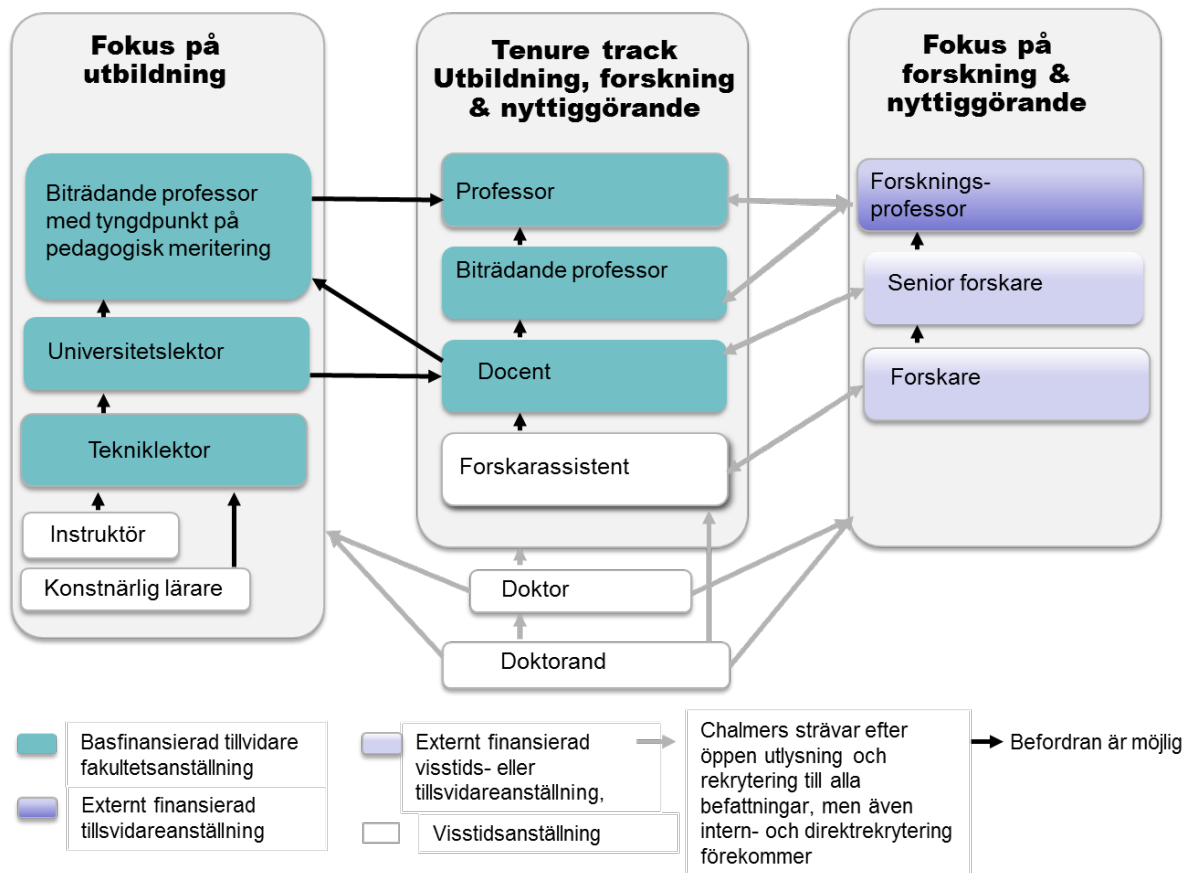 Fokus på
utbildning
Biträdande professor
med tyngdpunkt på
pedagogisk meritering
Universitetslektor
Tekniklektor
Instruktör
Konstnärlig lärare
Tenure track
Utbildning, forskning
& nyttiggörande
Professor
Biträdande professor
Docent
Forskarassistent
Doktor
Doktorand
Fokus på
forskning &
nyttiggörande
Forsknings-
professor
Senior forskare
Forskare
Basfinansierad tillvidare
fakultetsanställning
Externt finansierad
tillsvidareanställning
Externt finansierad
visstids- eller
tillsvidareanställning,
Visstidsanställning
Chalmers strävar efter
öppen utlysning och
rekrytering till alla
befattningar, men även
intern- och direktrekrytering
förekommer
Befordran är möjlig